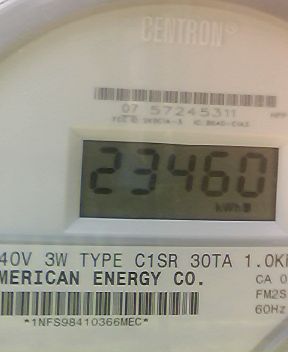 CENTRON®
07 57245311
23460
kWh
40V 3W TYPE C1SR 30TA 1.0K
MERICAN ENERGY CO. CA 0
FM2S
60Hz
*1NFS98410366MEC*